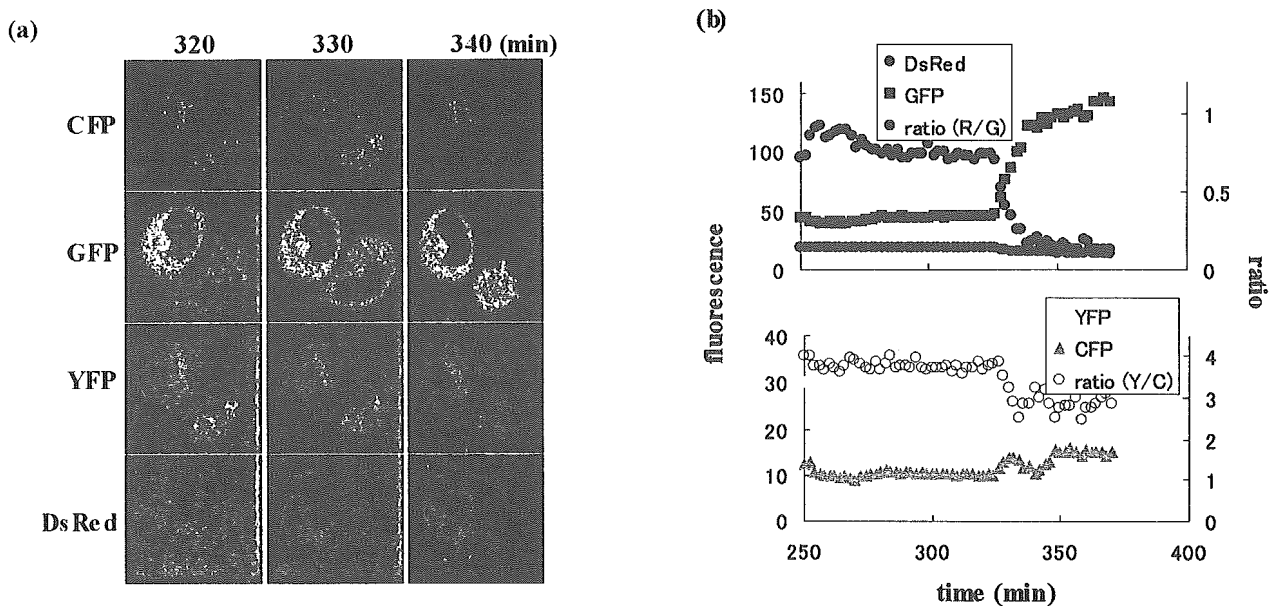 (a)
320 330 340 (min)
CFP
GFP
YFP
DsRed
(b)
DsRed
GFP
ratio (R/G)
150
100
50
0
1
0.5
0
fluorescence
ratio
YFP
CFP
ratio (Y/C)
40
30
20
10
0
4
3
2
1
0
250 300 350 400
time (min)